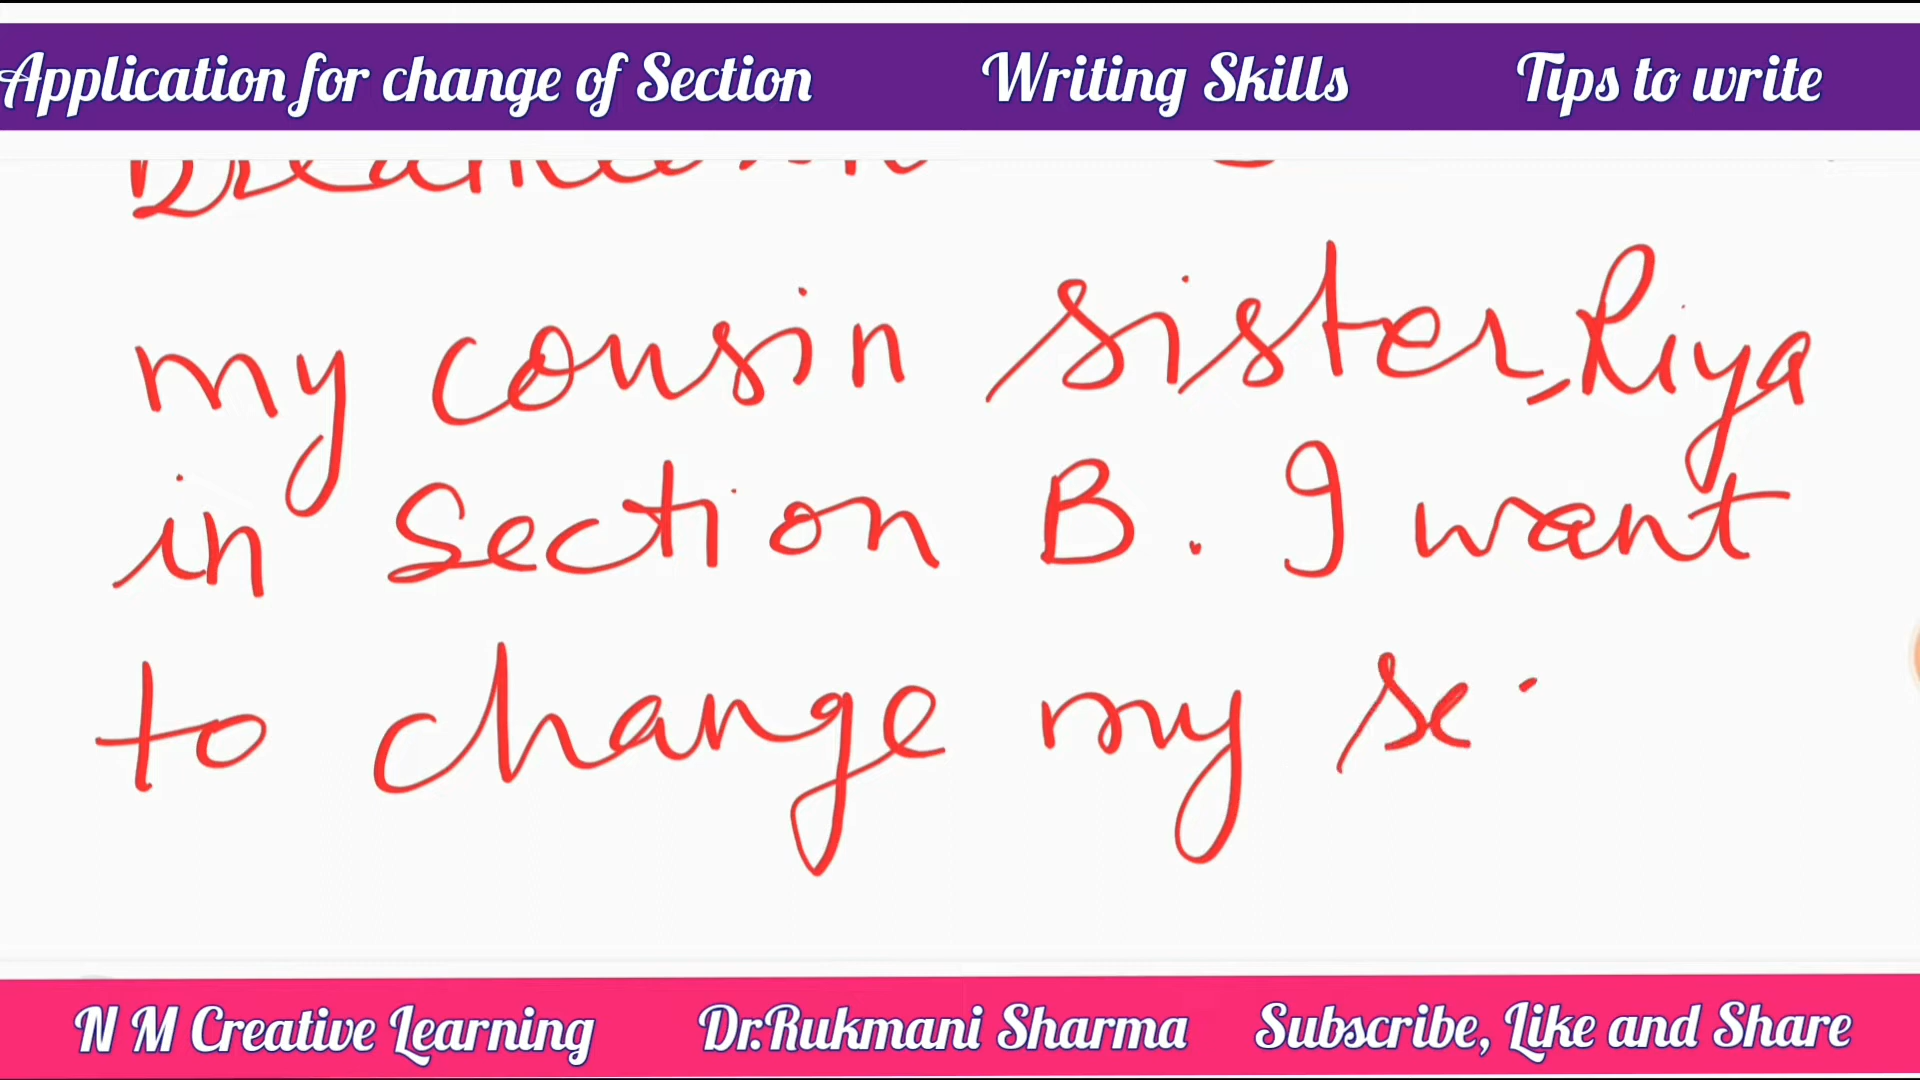 Application for change of Section Writing Skills Tips to write
my cousin sister, Riya
in Section B. I want
to change my se
N M Creative Learning Dr.Rukmani Sharma Subscribe, Like and Share